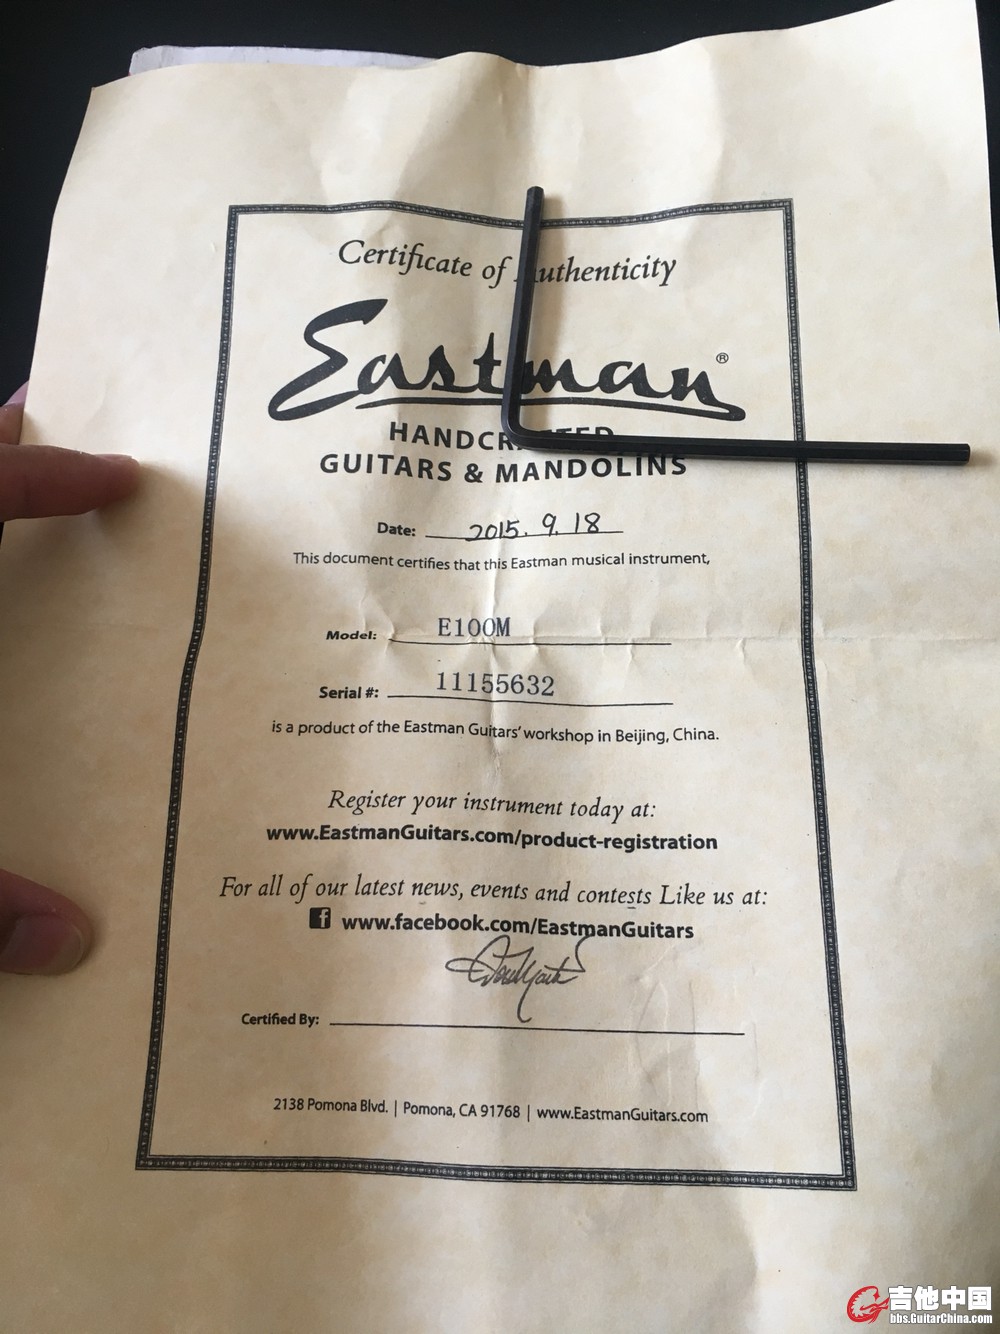 Certificate of Authenticity
Eastman®
HANDCRAFTED
GUITARS & MANDOLINS
Date: 2015. 9. 18
This document certifies that this Eastman musical instrument,
Model: E100M
Serial #: 11155632
is a product of the Eastman Guitars' workshop in Beijing, China.
Register your instrument today at:
www.EastmanGuitars.com/product-registration
For all of our latest news, events and contests Like us at:
f www.facebook.com/EastmanGuitars
Certified By:
2138 Pomona Blvd. | Pomona, CA 91768 | www.EastmanGuitars.com
吉他中国
bbs.GuitarChina.com